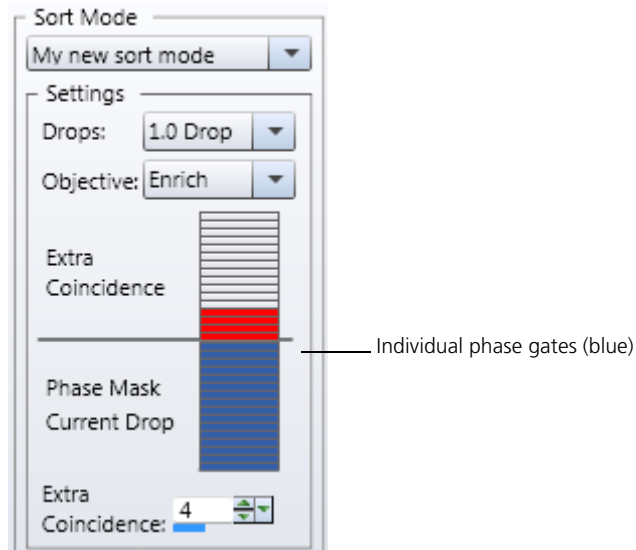 Sort Mode
My new sort mode
Settings
Drops: 1.0 Drop
Objective: Enrich
Extra
Coincidence
Individual phase gates (blue)
Phase Mask
Current Drop
Extra
Coincidence: 4